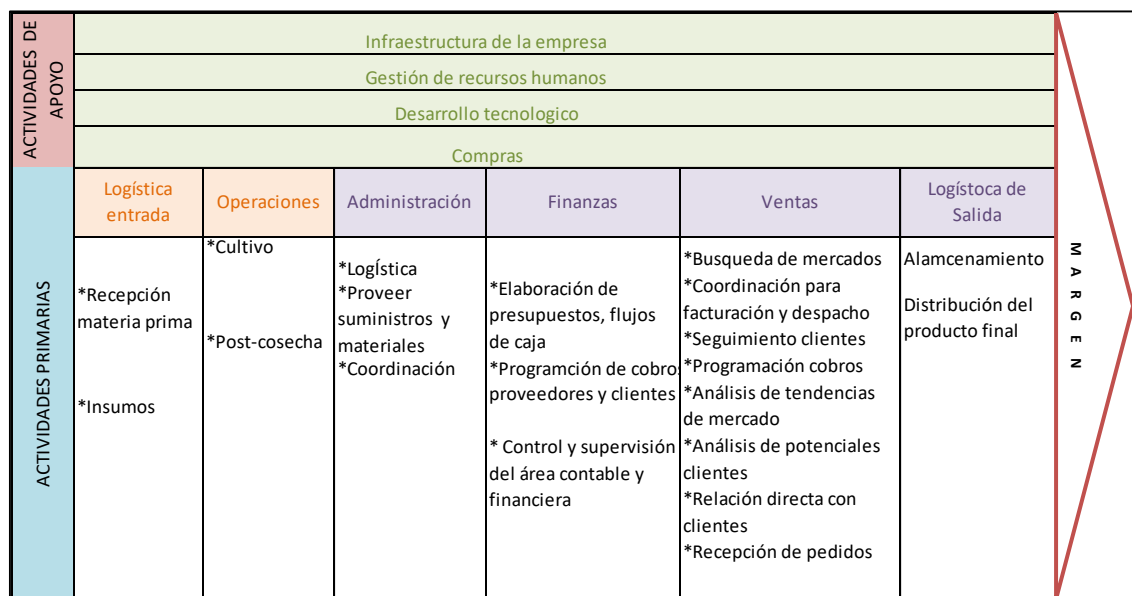 ACTIVIDADES DE
APOYO
Infraestructura de la empresa
Gestión de recursos humanos
Desarrollo tecnologico
Compras
ACTIVIDADES PRIMARIAS
Logística
entrada
Operaciones
Administración
Finanzas
Ventas
Logístoca de
Salida
*Recepción
materia prima
*Insumos
*Cultivo
*Post-cosecha
*LogÍstica
*Proveer
suministros y
materiales
*Coordinación
*Elaboración de
presupuestos, flujos
de caja
*Programción de cobro
proveedores y clientes
* Control y supervisión
del área contable y
financiera
*Busqueda de mercados
*Coordinación para
facturación y despacho
*Seguimiento clientes
*Programación cobros
*Análisis de tendencias
de mercado
*Análisis de potenciales
clientes
*Relación directa con
clientes
*Recepción de pedidos
Alamcenamiento
Distribución del
producto final
MARGEN